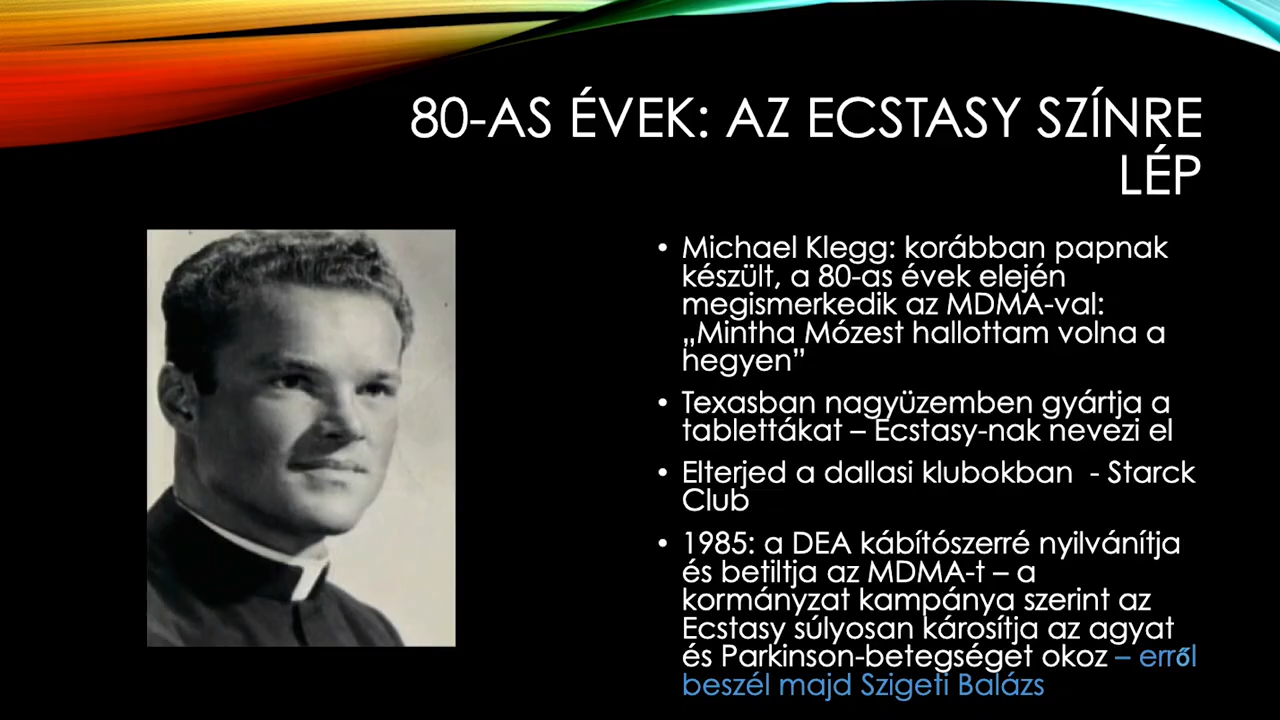 80-AS ÉVEK: AZ ECSTASY SZÍNRE
LÉP
• Michael Klegg: korábban papnak
készült, a 80-as évek elején
megismerkedik az MDMA-val:
„Mintha Mózest hallottam volna a
hegyen”
• Texasban nagyüzemben gyártja a
tablettákat – Ecstasy-nak nevezi el
• Elterjed a dallasi klubokban  - Starck
Club
• 1985: a DEA kábítószerré nyilvánítja
és betiltja az MDMA-t – a
kormányzat kampánya szerint az
Ecstasy súlyosan károsítja az agyat
és Parkinson-betegséget okoz – erről
beszél majd Szigeti Balázs